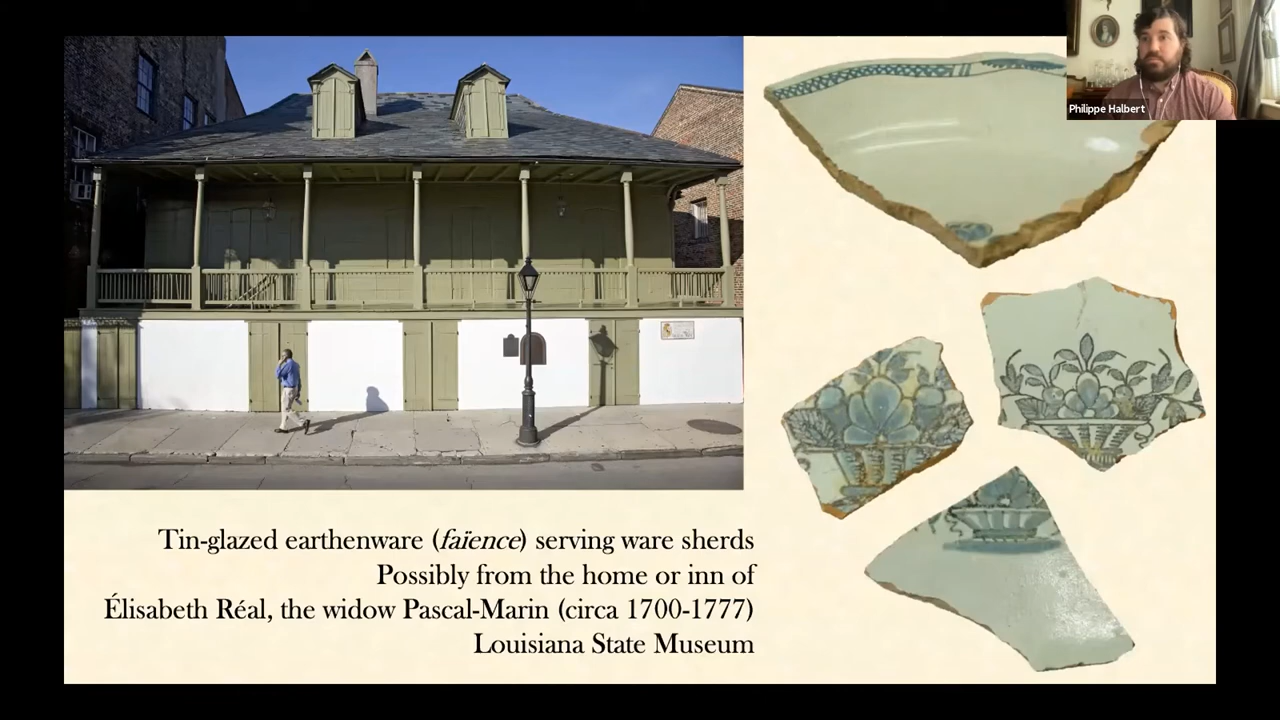 Philippe Halbert
Tin-glazed earthenware (faïence) serving ware sherds
Possibly from the home or inn of
Élisabeth Réal, the widow Pascal-Marin (circa 1700-1777)
Louisiana State Museum